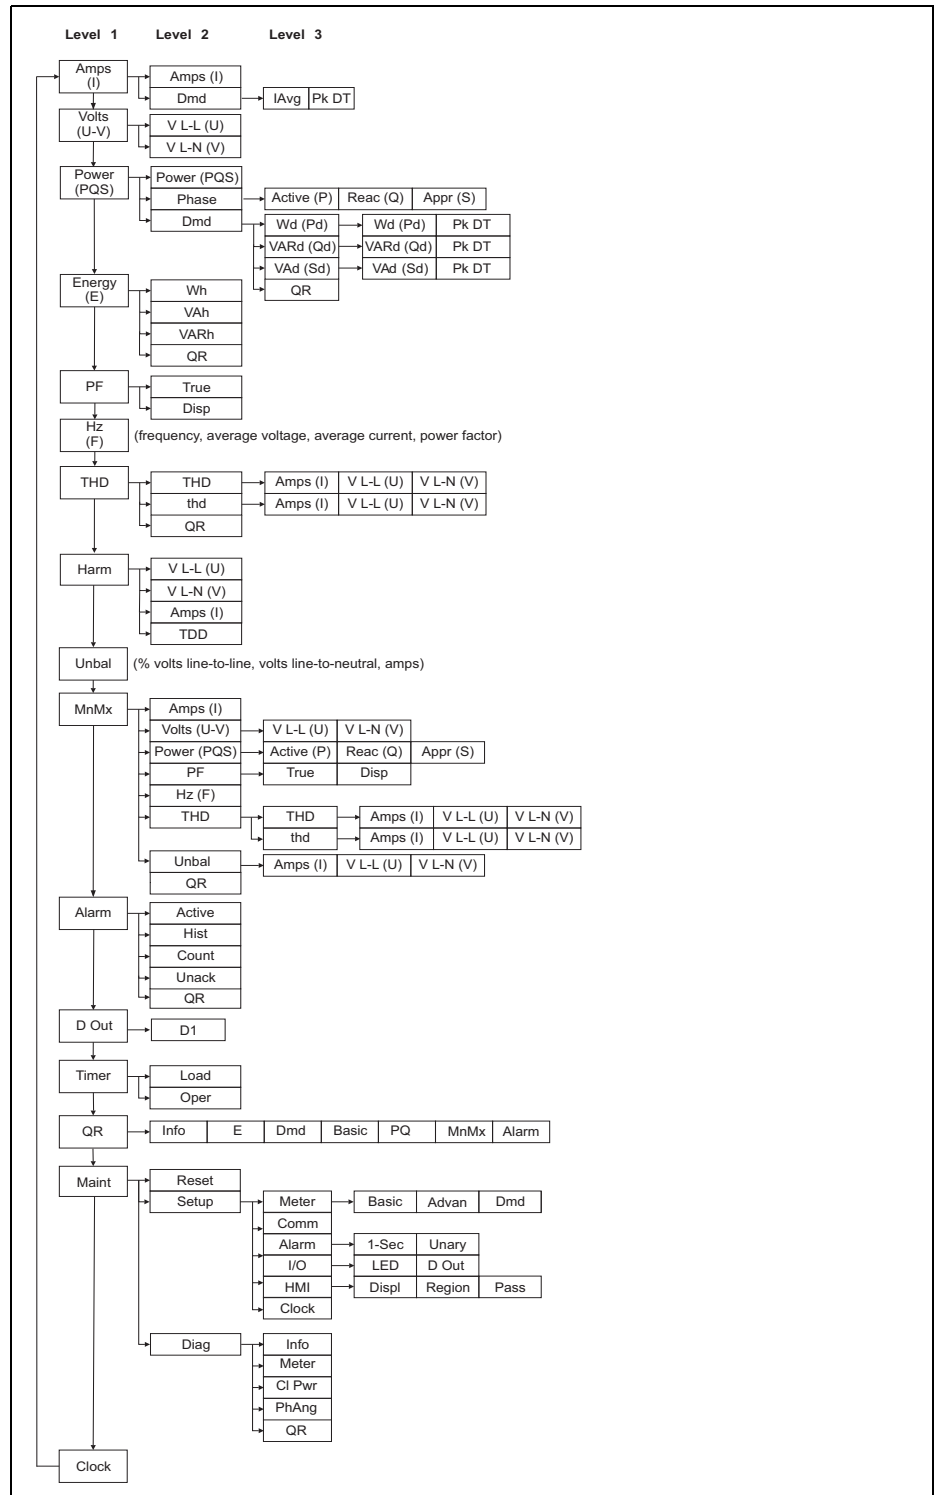 Level 1 Level 2 Level 3
Amps (I)
Amps (I)
Dmd IAvg Pk DT
Volts (U-V)
V L-L (U)
V L-N (V)
Power (PQS)
Power (PQS)
Phase Active (P) Reac (Q) Appr (S)
Dmd Wd (Pd) Wd (Pd) Pk DT
VARd (Qd) VARd (Qd) Pk DT
VAd (Sd) VAd (Sd) Pk DT
QR
Energy (E)
Wh
VAh
VARh
QR
PF
True
Disp
Hz (F)
(frequency, average voltage, average current, power factor)
THD
THD Amps (I) V L-L (U) V L-N (V)
thd Amps (I) V L-L (U) V L-N (V)
QR
Harm
V L-L (U)
V L-N (V)
Amps (I)
TDD
Unbal (% volts line-to-line, volts line-to-neutral, amps)
MnMx
Amps (I)
Volts (U-V) V L-L (U) V L-N (V)
Power (PQS) Active (P) Reac (Q) Appr (S)
PF True Disp
Hz (F)
THD THD Amps (I) V L-L (U) V L-N (V)
thd Amps (I) V L-L (U) V L-N (V)
Unbal Amps (I) V L-L (U) V L-N (V)
QR
Alarm
Active
Hist
Count
Unack
QR
D Out D1
Timer
Load
Oper
QR Info E Dmd Basic PQ MnMx Alarm
Maint
Reset
Setup Meter Basic Advan Dmd
Comm
Alarm 1-Sec Unary
I/O LED D Out
HMI Displ Region Pass
Clock
Diag Info
Meter
Cl Pwr
PhAng
QR
Clock